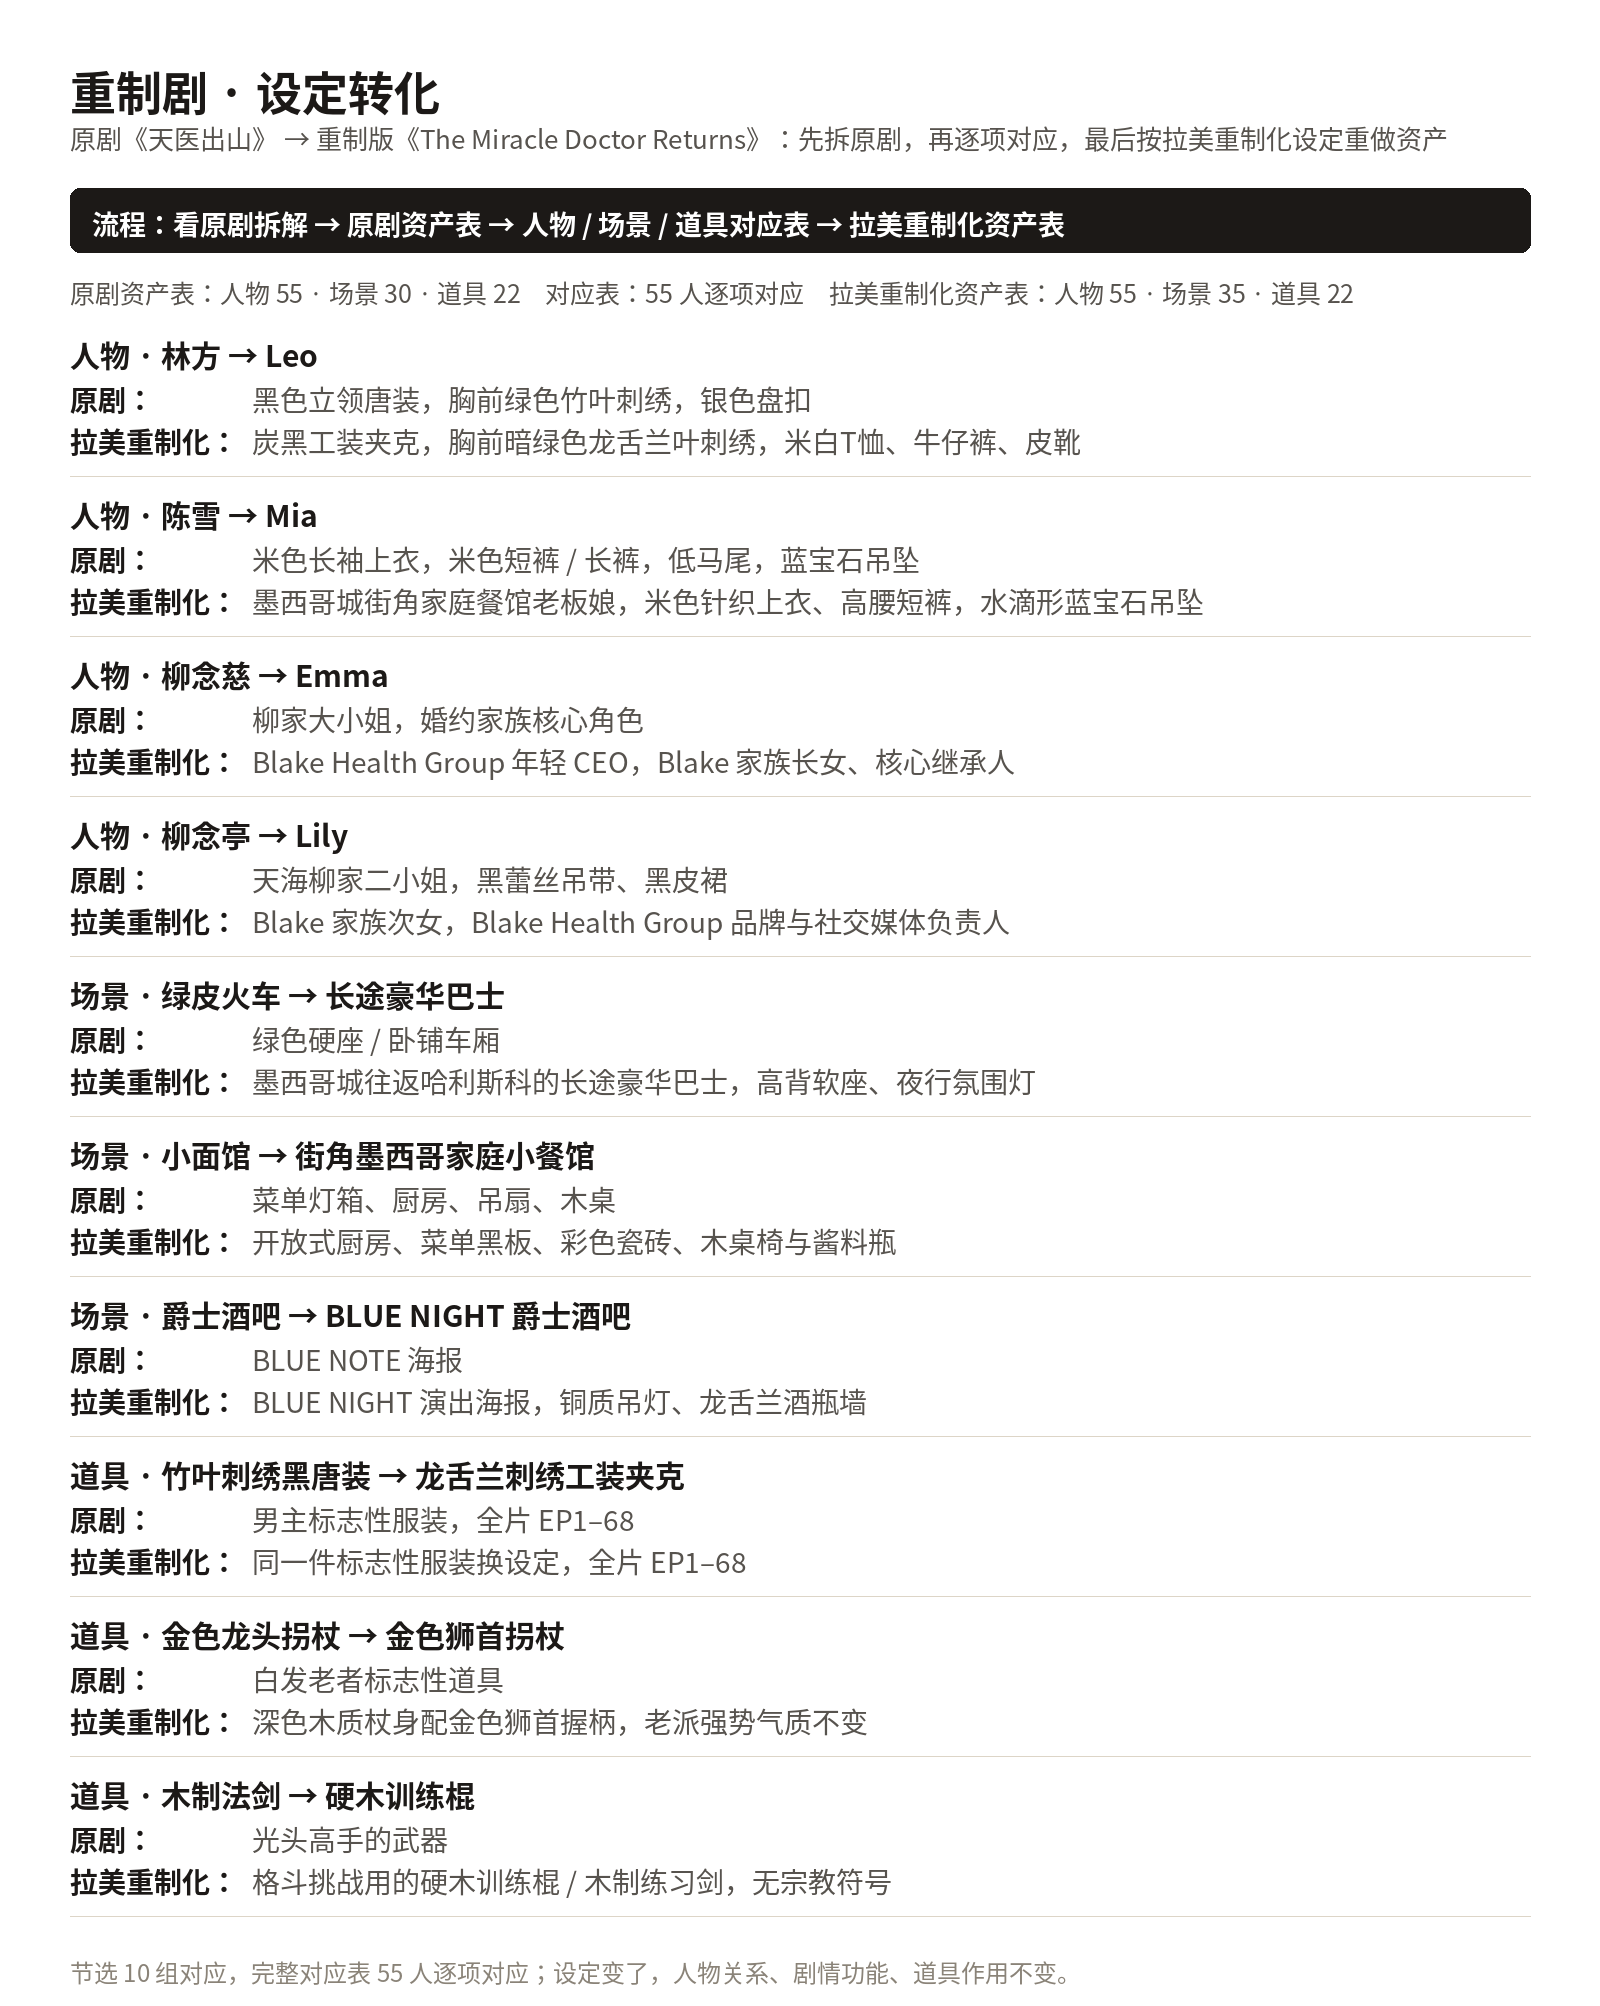 重制剧 · 设定转化
原剧《天医出山》 → 重制版《The Miracle Doctor Returns》：先拆原剧，再逐项对应，最后按拉美重制化设定重做资产
流程：看原剧拆解 → 原剧资产表 → 人物 / 场景 / 道具对应表 → 拉美重制化资产表
原剧资产表：人物 55 · 场景 30 · 道具 22　对应表：55 人逐项对应　拉美重制化资产表：人物 55 · 场景 35 · 道具 22
人物 · 林方 → Leo
原剧： 黑色立领唐装，胸前绿色竹叶刺绣，银色盘扣
拉美重制化： 炭黑工装夹克，胸前暗绿色龙舌兰叶刺绣，米白T恤、牛仔裤、皮靴
人物 · 陈雪 → Mia
原剧： 米色长袖上衣，米色短裤 / 长裤，低马尾，蓝宝石吊坠
拉美重制化： 墨西哥城街角家庭餐馆老板娘，米色针织上衣、高腰短裤，水滴形蓝宝石吊坠
人物 · 柳念慈 → Emma
原剧： 柳家大小姐，婚约家族核心角色
拉美重制化： Blake Health Group 年轻 CEO，Blake 家族长女、核心继承人
人物 · 柳念亭 → Lily
原剧： 天海柳家二小姐，黑蕾丝吊带、黑皮裙
拉美重制化： Blake 家族次女，Blake Health Group 品牌与社交媒体负责人
场景 · 绿皮火车 → 长途豪华巴士
原剧： 绿色硬座 / 卧铺车厢
拉美重制化： 墨西哥城往返哈利斯科的长途豪华巴士，高背软座、夜行氛围灯
场景 · 小面馆 → 街角墨西哥家庭小餐馆
原剧： 菜单灯箱、厨房、吊扇、木桌
拉美重制化： 开放式厨房、菜单黑板、彩色瓷砖、木桌椅与酱料瓶
场景 · 爵士酒吧 → BLUE NIGHT 爵士酒吧
原剧： BLUE NOTE 海报
拉美重制化： BLUE NIGHT 演出海报，铜质吊灯、龙舌兰酒瓶墙
道具 · 竹叶刺绣黑唐装 → 龙舌兰刺绣工装夹克
原剧： 男主标志性服装，全片 EP1–68
拉美重制化： 同一件标志性服装换设定，全片 EP1–68
道具 · 金色龙头拐杖 → 金色狮首拐杖
原剧： 白发老者标志性道具
拉美重制化： 深色木质杖身配金色狮首握柄，老派强势气质不变
道具 · 木制法剑 → 硬木训练棍
原剧： 光头高手的武器
拉美重制化： 格斗挑战用的硬木训练棍 / 木制练习剑，无宗教符号
节选 10 组对应，完整对应表 55 人逐项对应；设定变了，人物关系、剧情功能、道具作用不变。